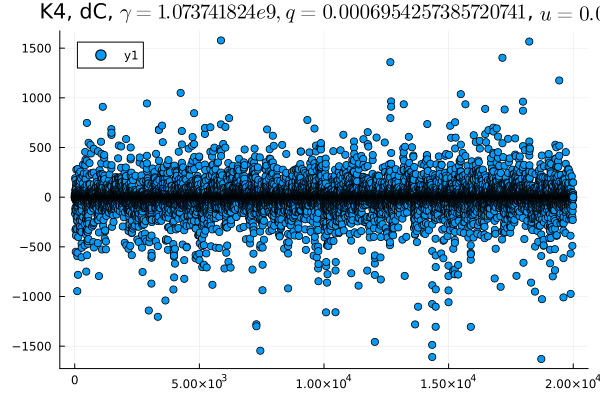 K4, dC, γ = 1.073741824e9, q = 0.0006954257385720741, u = 0.0
y1
1500
1000
500
0
−500
−1000
−1500
0 5.00×10³ 1.00×10⁴ 1.50×10⁴ 2.00×10⁴